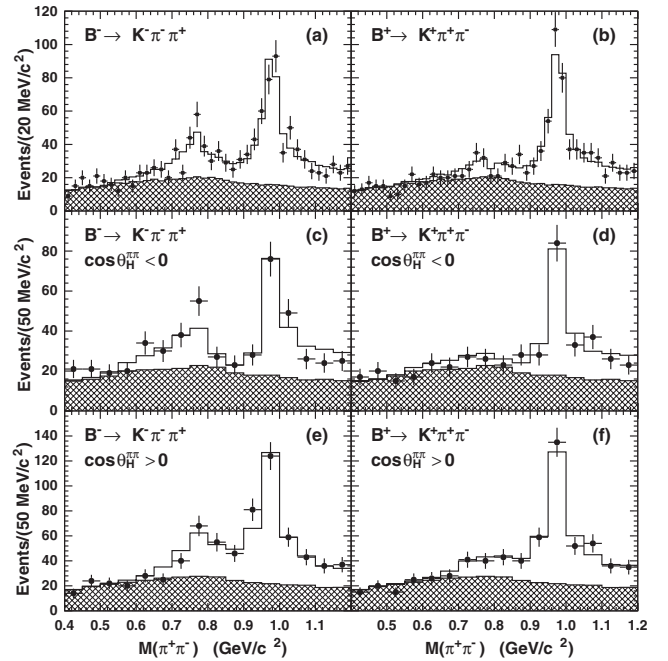 Events/(20 MeV/c²)
120
100
80
60
40
20
0
B⁻→ K⁻π⁻π⁺
(a)
B⁺→ K⁺π⁺π⁻
(b)
Events/(50 MeV/c²)
80
60
40
20
0
B⁻→ K⁻π⁻π⁺
(c)
cosθ_H^ππ <0
B⁺→ K⁺π⁺π⁻
(d)
cosθ_H^ππ <0
Events/(50 MeV/c²)
140
120
100
80
60
40
20
0
B⁻→ K⁻π⁻π⁺
(e)
cosθ_H^ππ >0
B⁺→ K⁺π⁺π⁻
(f)
cosθ_H^ππ >0
0.4 0.5 0.6 0.7 0.8 0.9 1.0 1.1 0.4 0.5 0.6 0.7 0.8 0.9 1.0 1.1 1.2
M(π⁺π⁻) (GeV/c²) M(π⁺π⁻) (GeV/c²)